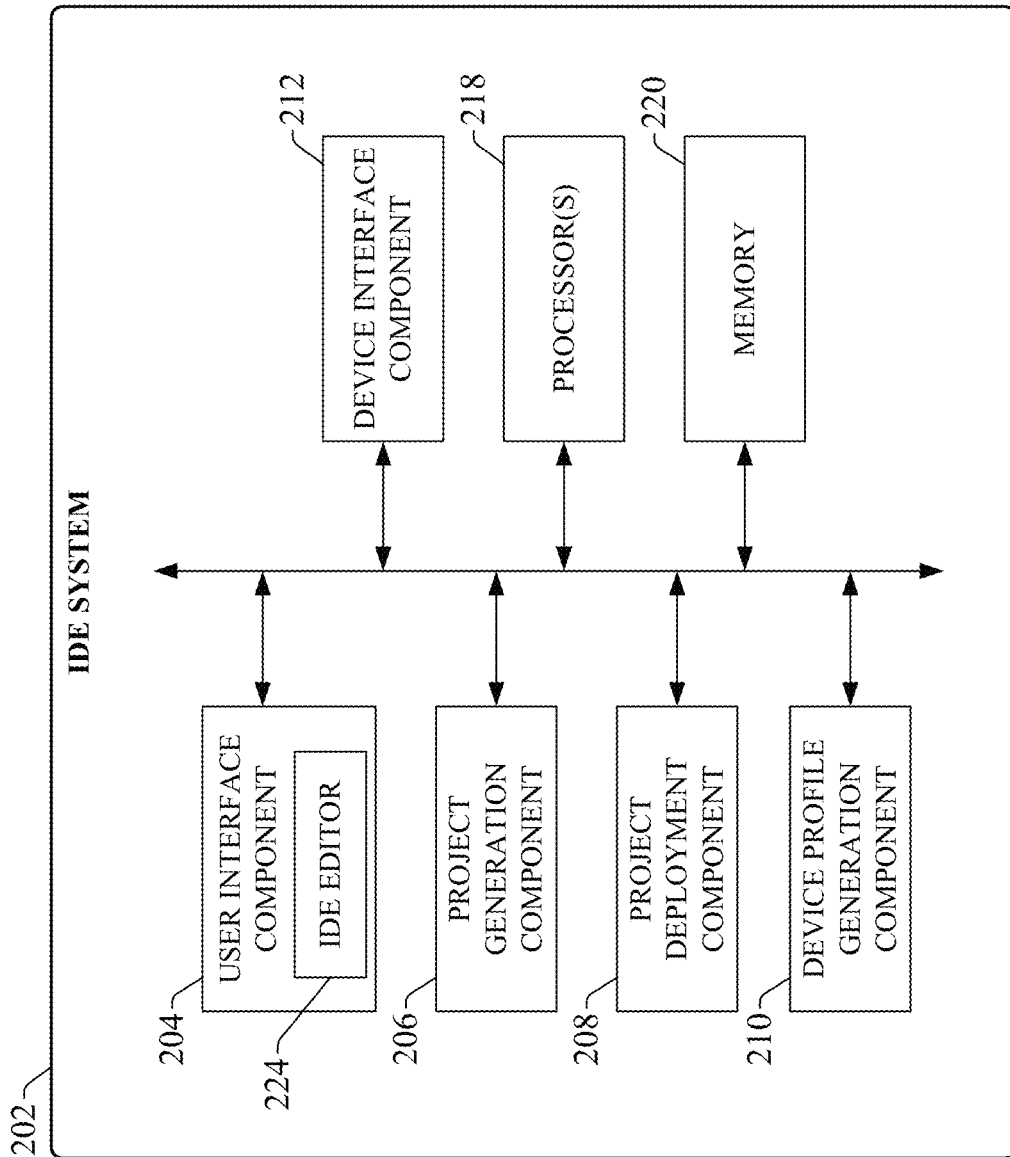 202
IDE SYSTEM
204
USER INTERFACE
COMPONENT
224
IDE EDITOR
206
PROJECT
GENERATION
COMPONENT
208
PROJECT
DEPLOYMENT
COMPONENT
210
DEVICE PROFILE
GENERATION
COMPONENT
212
DEVICE INTERFACE
COMPONENT
218
PROCESSOR(S)
220
MEMORY